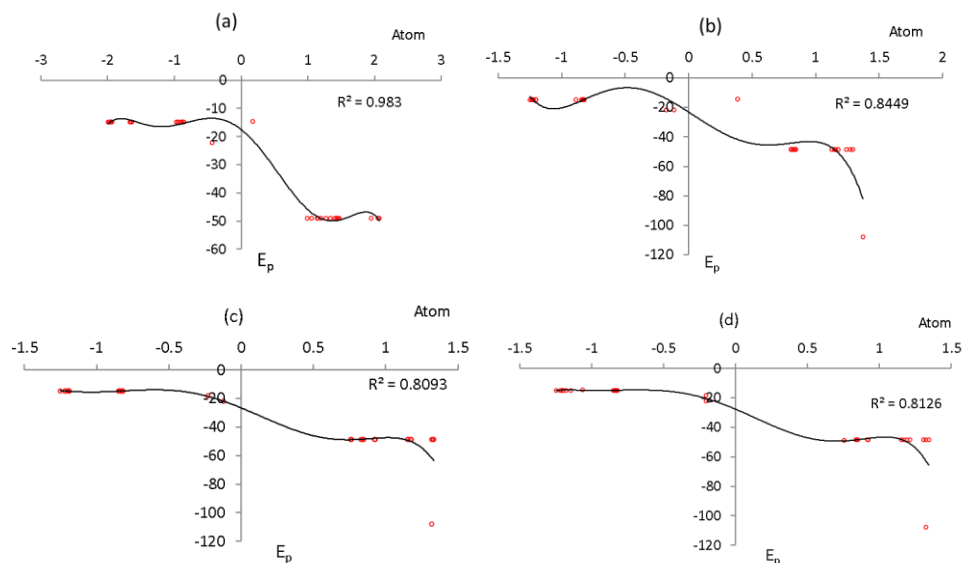 (a)
Atom
-3 -2 -1 0 1 2 3
0
-10
-20
-30
-40
-50
-60
R² = 0.983
Eₚ
(b)
Atom
-1.5 -1 -0.5 0 0.5 1 1.5 2
0
-20
-40
-60
-80
-100
-120
R² = 0.8449
Eₚ
(c)
Atom
-1.5 -1 -0.5 0 0.5 1 1.5
0
-20
-40
-60
-80
-100
-120
R² = 0.8093
Eₚ
(d)
Atom
-1.5 -1 -0.5 0 0.5 1 1.5
0
-20
-40
-60
-80
-100
-120
R² = 0.8126
Eₚ